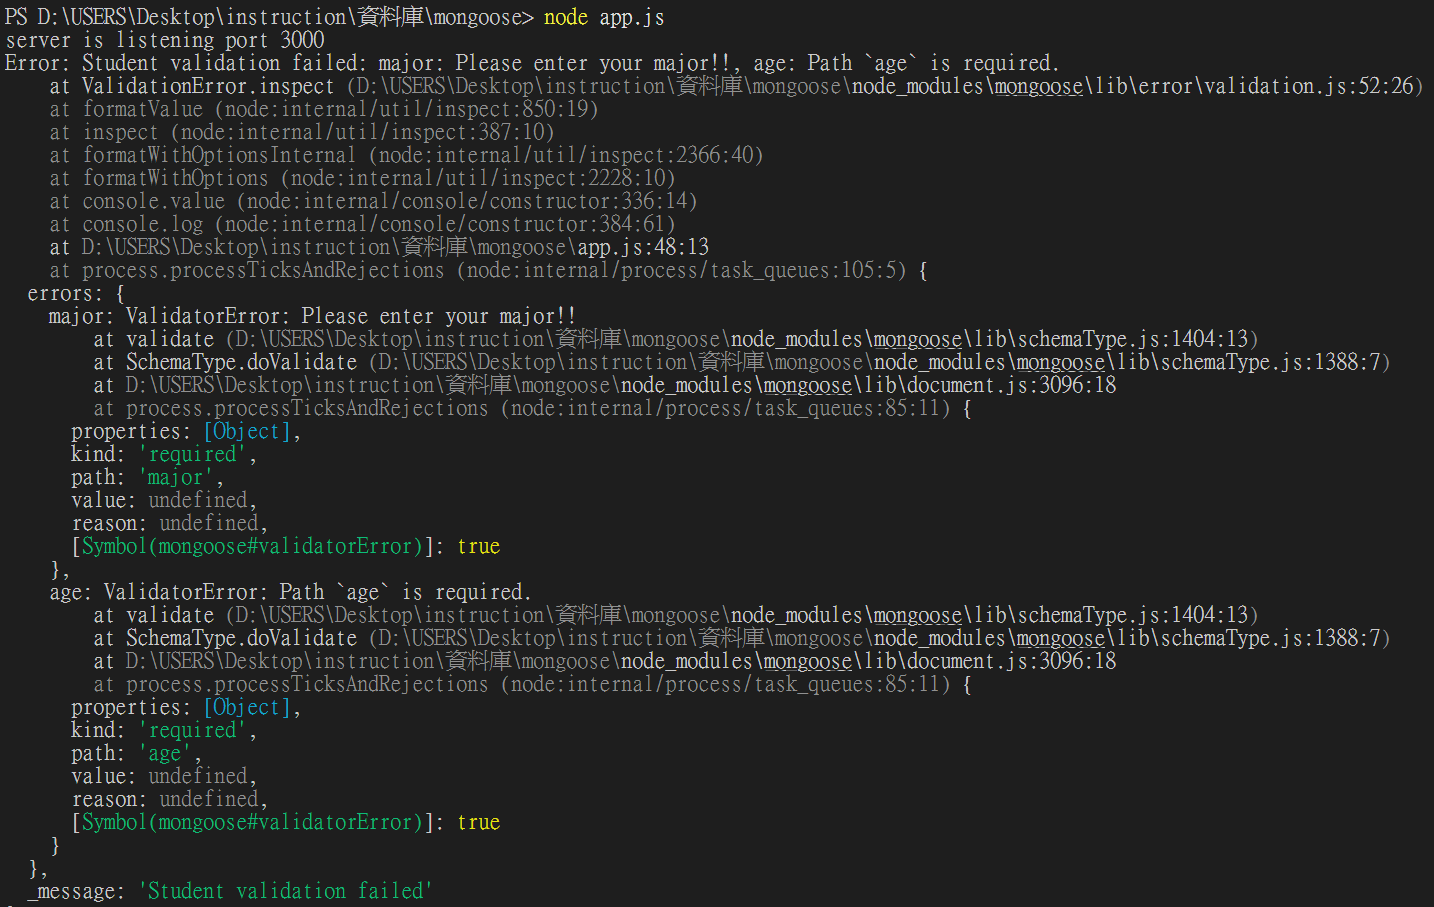 PS D:\USERS\Desktop\instruction\資料庫\mongoose> node app.js
server is listening port 3000
Error: Student validation failed: major: Please enter your major!!, age: Path `age` is required.
    at ValidationError.inspect (D:\USERS\Desktop\instruction\資料庫\mongoose\node_modules\mongoose\lib\error\validation.js:52:26)
    at formatValue (node:internal/util/inspect:850:19)
    at inspect (node:internal/util/inspect:387:10)
    at formatWithOptionsInternal (node:internal/util/inspect:2366:40)
    at formatWithOptions (node:internal/util/inspect:2228:10)
    at console.value (node:internal/console/constructor:336:14)
    at console.log (node:internal/console/constructor:384:61)
    at D:\USERS\Desktop\instruction\資料庫\mongoose\app.js:48:13
    at process.processTicksAndRejections (node:internal/process/task_queues:105:5) {
  errors: {
    major: ValidatorError: Please enter your major!!
        at validate (D:\USERS\Desktop\instruction\資料庫\mongoose\node_modules\mongoose\lib\schemaType.js:1404:13)
        at SchemaType.doValidate (D:\USERS\Desktop\instruction\資料庫\mongoose\node_modules\mongoose\lib\schemaType.js:1388:7)
        at D:\USERS\Desktop\instruction\資料庫\mongoose\node_modules\mongoose\lib\document.js:3096:18
        at process.processTicksAndRejections (node:internal/process/task_queues:85:11) {
      properties: [Object],
      kind: 'required',
      path: 'major',
      value: undefined,
      reason: undefined,
      [Symbol(mongoose#validatorError)]: true
    },
    age: ValidatorError: Path `age` is required.
        at validate (D:\USERS\Desktop\instruction\資料庫\mongoose\node_modules\mongoose\lib\schemaType.js:1404:13)
        at SchemaType.doValidate (D:\USERS\Desktop\instruction\資料庫\mongoose\node_modules\mongoose\lib\schemaType.js:1388:7)
        at D:\USERS\Desktop\instruction\資料庫\mongoose\node_modules\mongoose\lib\document.js:3096:18
        at process.processTicksAndRejections (node:internal/process/task_queues:85:11) {
      properties: [Object],
      kind: 'required',
      path: 'age',
      value: undefined,
      reason: undefined,
      [Symbol(mongoose#validatorError)]: true
    }
  },
  _message: 'Student validation failed'